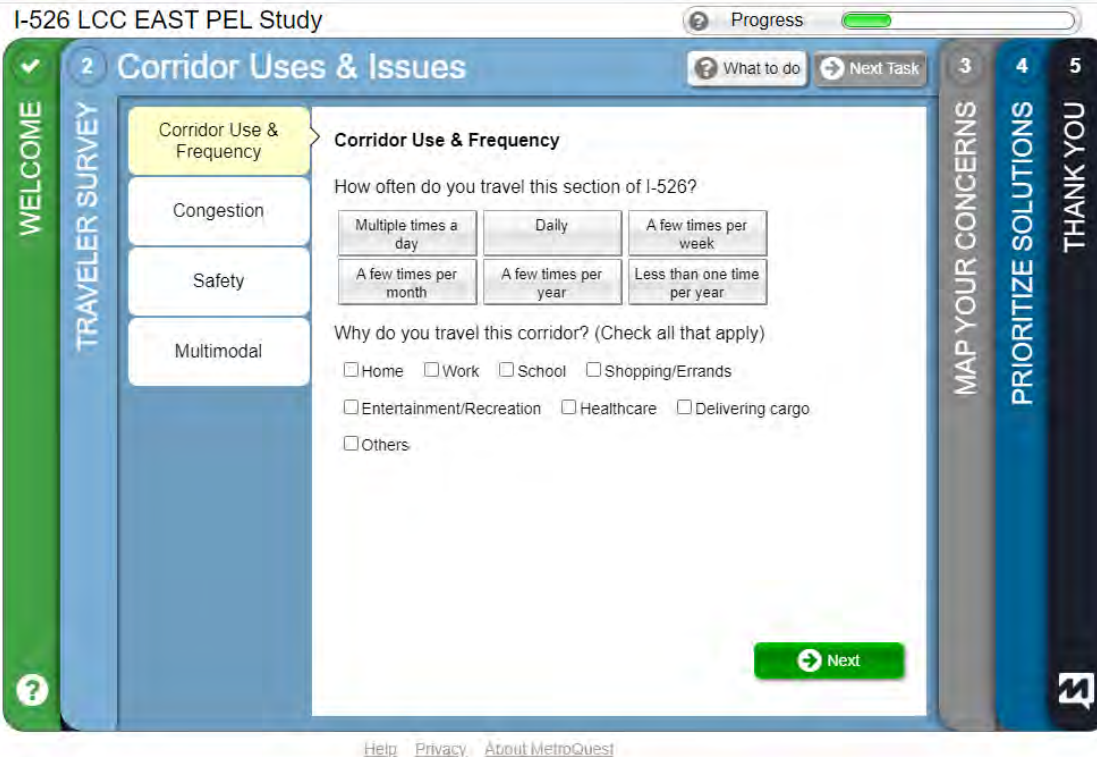 I-526 LCC EAST PEL Study
Progress
WELCOME
2
TRAVELER SURVEY
Corridor Uses & Issues
What to do
Next Task
Corridor Use &
Frequency
Congestion
Safety
Multimodal
Corridor Use & Frequency
How often do you travel this section of I-526?
Multiple times a
day
Daily
A few times per
week
A few times per
month
A few times per
year
Less than one time
per year
Why do you travel this corridor? (Check all that apply)
Home Work School Shopping/Errands
Entertainment/Recreation Healthcare Delivering cargo
Others
Next
3
MAP YOUR CONCERNS
4
PRIORITIZE SOLUTIONS
5
THANK YOU
Help Privacy About MetroQuest